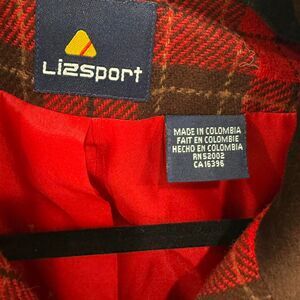 Lizsport
MADE IN COLOMBIA
FAIT EN COLOMBIE
HECHO EN COLOMBIA
RN 52002
CA 16396